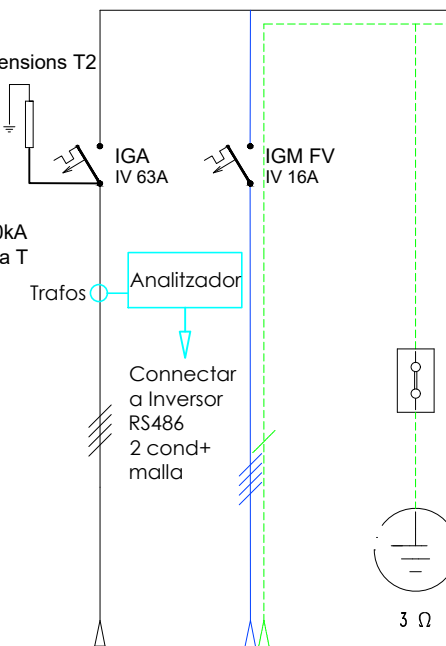 ensions T2
IGA
IV 63A
IGM FV
IV 16A
0kA
a T
Trafos
Analitzador
Connectar
a Inversor
RS486
2 cond+
malla
3 Ω